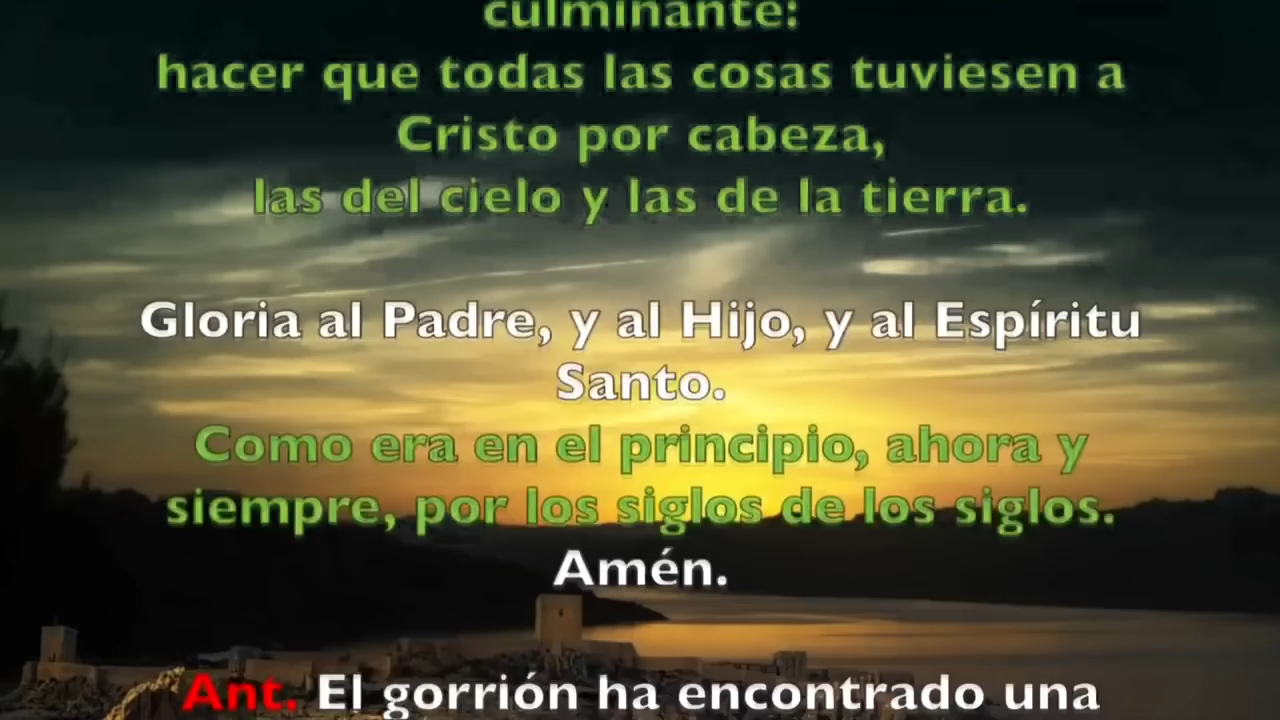 culminante:
hacer que todas las cosas tuviesen a
Cristo por cabeza,
las del cielo y las de la tierra.
Gloria al Padre, y al Hijo, y al Espíritu
Santo.
Como era en el principio, ahora y
siempre, por los siglos de los siglos.
Amén.
Ant. El gorrión ha encontrado una